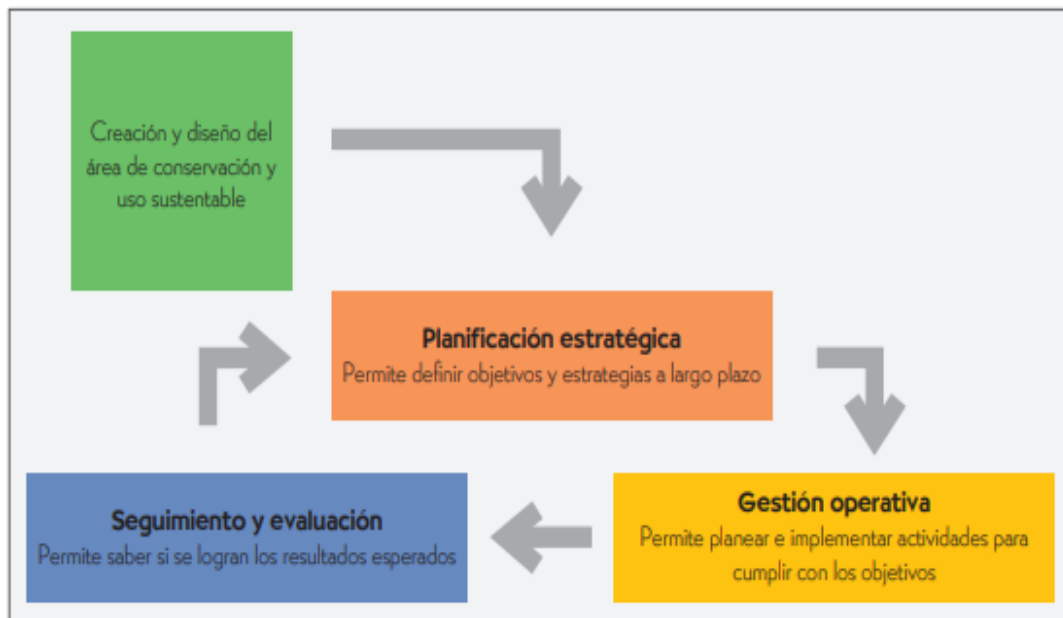 Creación y diseño del
área de conservación y
uso sustentable
Planificación estratégica
Permite definir objetivos y estrategias a largo plazo
Gestión operativa
Permite planear e implementar actividades para
cumplir con los objetivos
Seguimiento y evaluación
Permite saber si se logran los resultados esperados